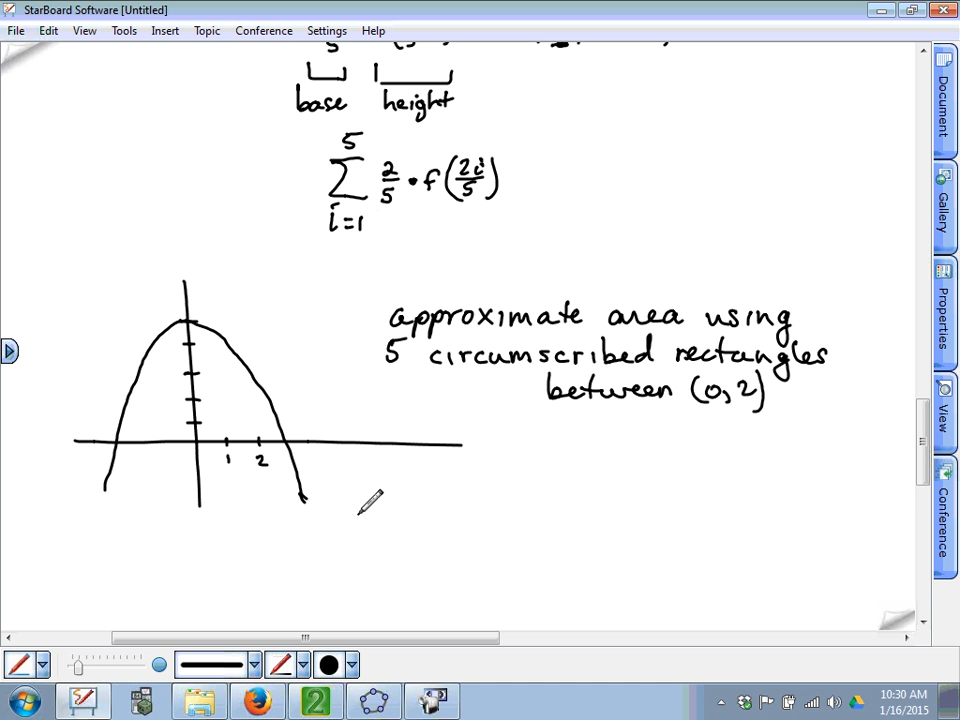 StarBoard Software [Untitled]
File Edit View Tools Insert Topic Conference Settings Help
base height
5
∑ 2/5 • f(2i/5)
i=1
approximate area using
5 circumscribed rectangles
between (0,2)
1 2
Document
Gallery
Properties
View
Conference
2
10:30 AM
1/16/2015